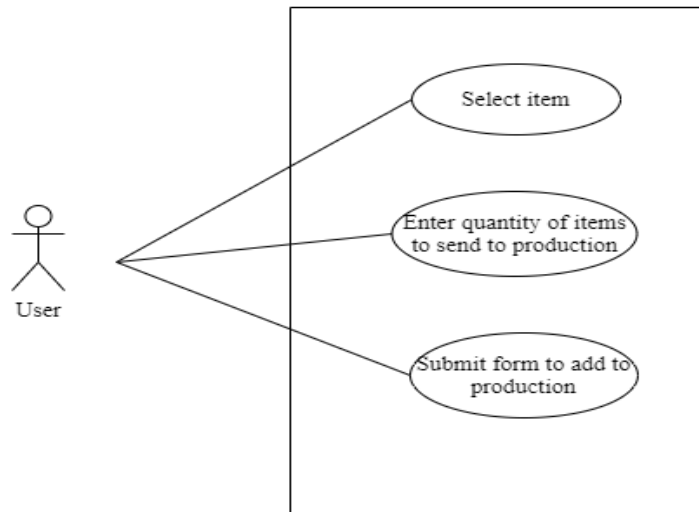 Select item
Enter quantity of items
to send to production
User
Submit form to add to
production